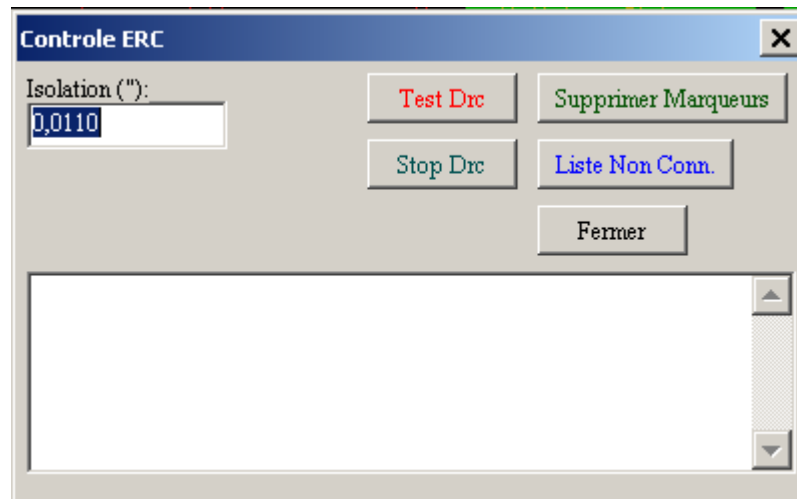 Controle ERC
Isolation ("):
0,0110
Test Drc
Supprimer Marqueurs
Stop Drc
Liste Non Conn.
Fermer